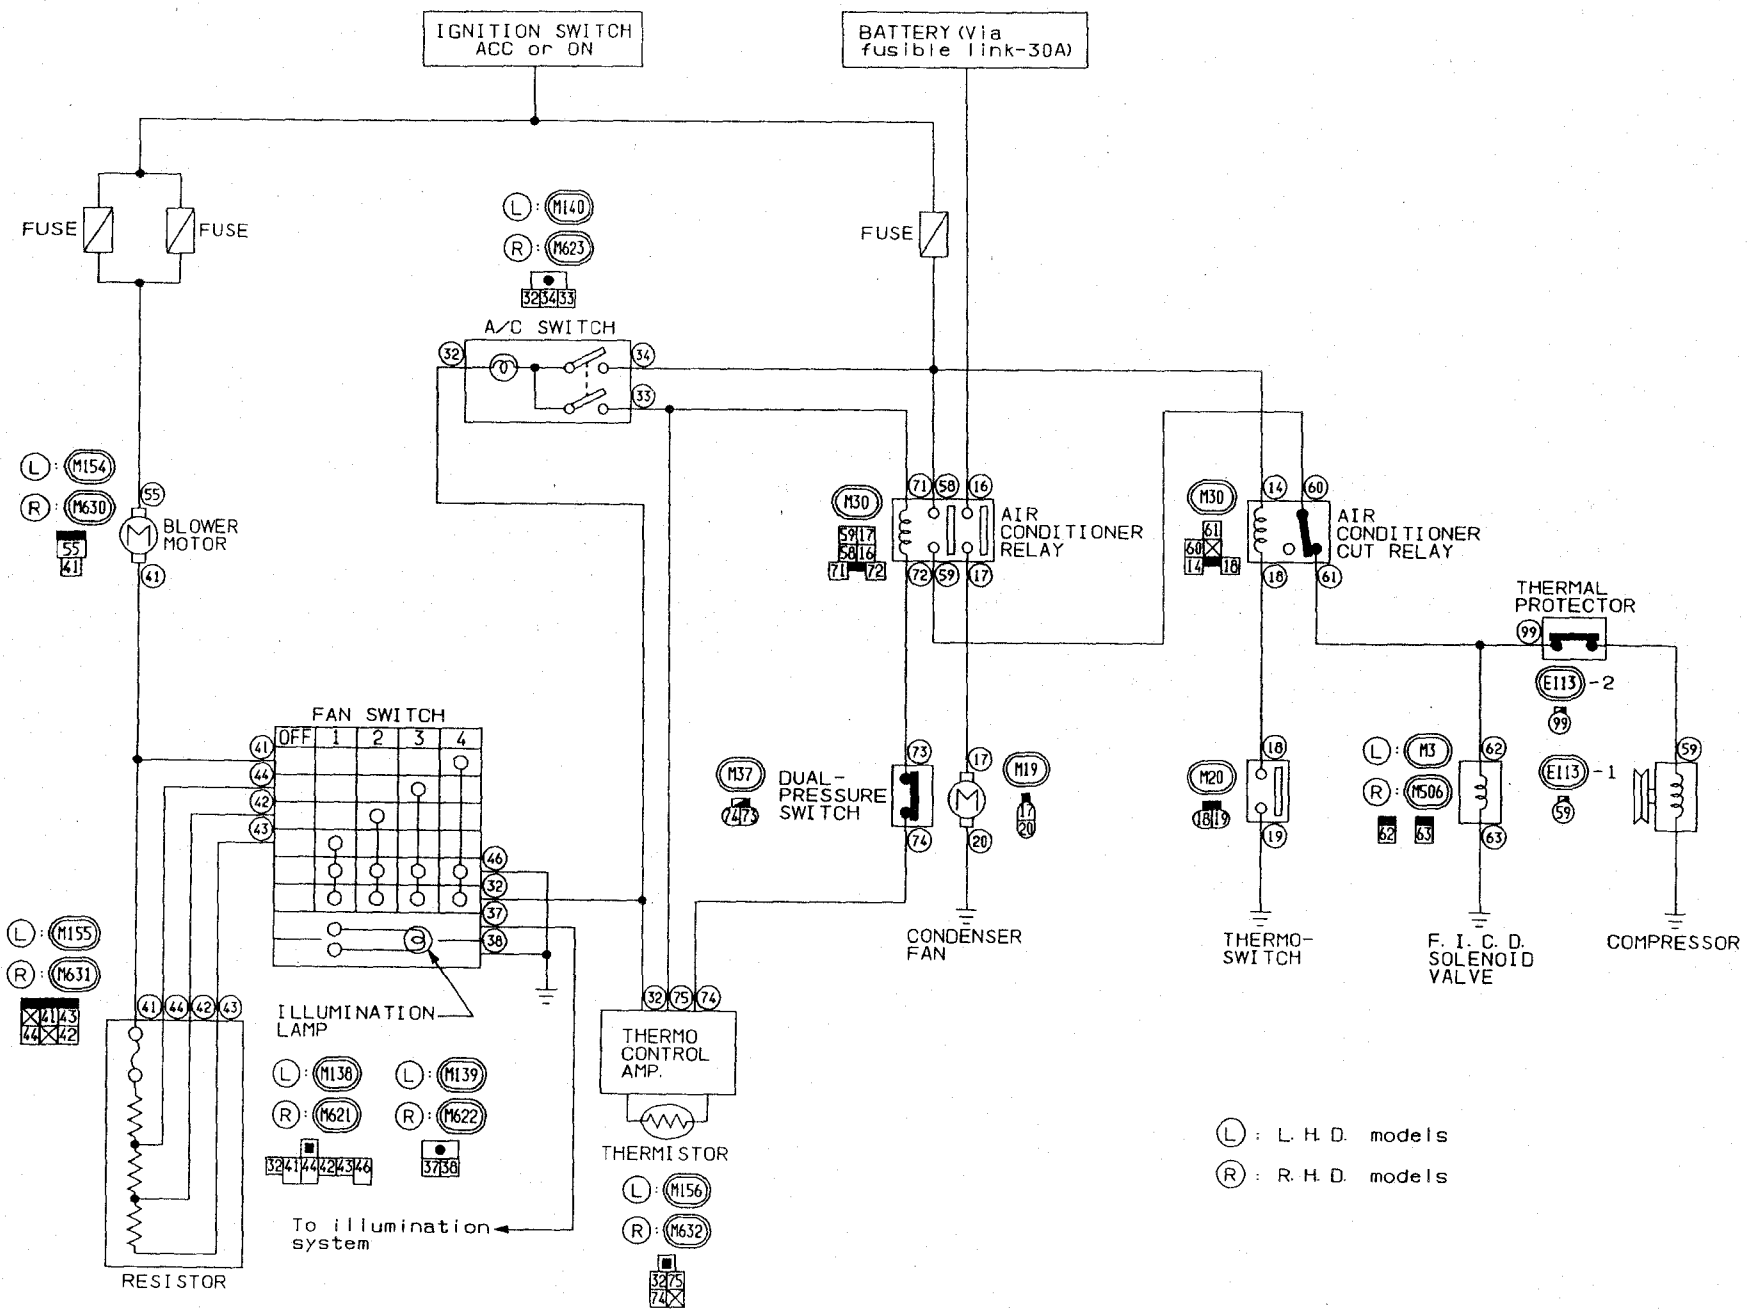 IGNITION SWITCH
ACC or ON
BATTERY (Via
fusible link-30A)
FUSE
FUSE
FUSE
L : M140
R : M623
32 34 33
A/C SWITCH
32
34
33
L : M154
R : M630
55
41
55
BLOWER
MOTOR
M
41
M30
59 17
58 16
71 72
71 58 16
AIR
CONDITIONER
RELAY
72 59 17
M30
61
60
14 18
14 60
AIR
CONDITIONER
CUT RELAY
18 61
THERMAL
PROTECTOR
99
E113 -2
99
E113 -1
59
FAN SWITCH
OFF 1 2 3 4
41
44
42
43
46
32
37
38
M37
74 73
DUAL-
PRESSURE
SWITCH
73
74
17
M
20
M19
17
20
CONDENSER
FAN
M20
18 19
18
19
THERMO-
SWITCH
L : M3
R : M506
62 63
62
63
F. I. C. D.
SOLENOID
VALVE
59
COMPRESSOR
L : M155
R : M631
41 43
44 42
41 44 42 43
RESISTOR
ILLUMINATION
LAMP
L : M138
R : M621
32 41 44 42 43 46
L : M139
R : M622
37 38
To illumination
system
32 75 74
THERMO
CONTROL
AMP.
THERMISTOR
L : M156
R : M632
32 75
74
L : L. H. D. models
R : R. H. D. models